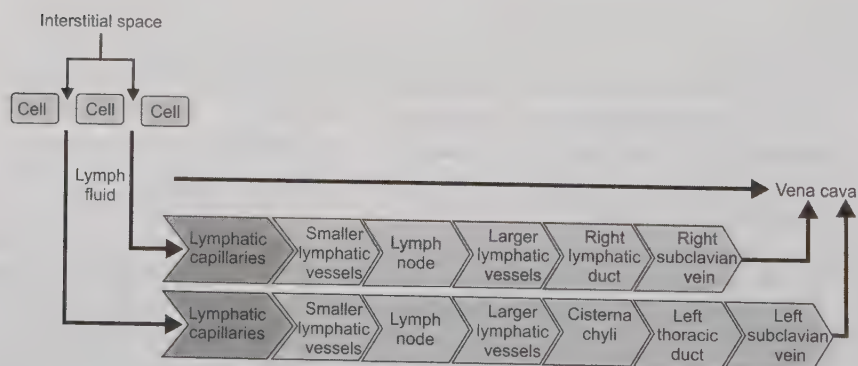 Interstitial space
Cell
Cell
Cell
Lymph
fluid
Vena cava
Lymphatic
capillaries
Smaller
lymphatic
vessels
Lymph
node
Larger
lymphatic
vessels
Right
lymphatic
duct
Right
subclavian
vein
Lymphatic
capillaries
Smaller
lymphatic
vessels
Lymph
node
Larger
lymphatic
vessels
Cisterna
chyli
Left
thoracic
duct
Left
subclavian
vein